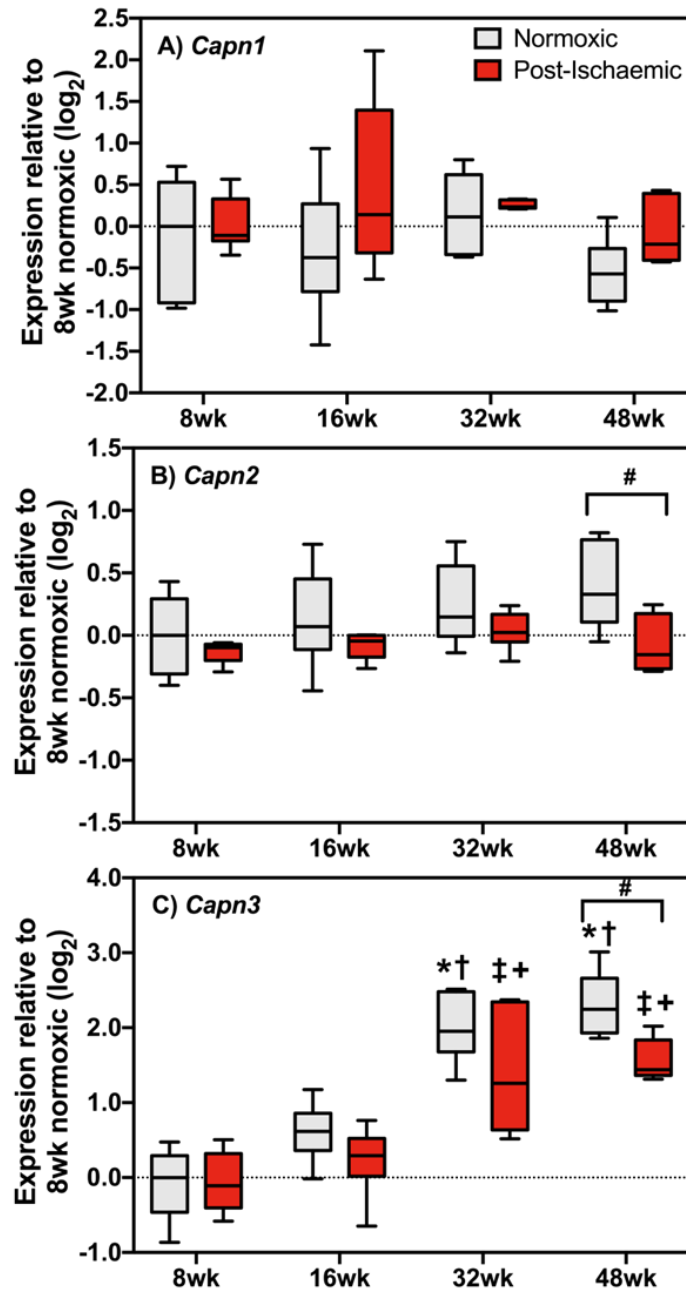 A) Capn1
Normoxic
Post-Ischaemic
Expression relative to
8wk normoxic (log2)
2.5
2.0
1.5
1.0
0.5
0.0
-0.5
-1.0
-1.5
-2.0
8wk 16wk 32wk 48wk
B) Capn2
#
Expression relative to
8wk normoxic (log2)
1.5
1.0
0.5
0.0
-0.5
-1.0
-1.5
8wk 16wk 32wk 48wk
C) Capn3
#
*† ‡+ *† ‡+
Expression relative to
8wk normoxic (log2)
4.0
3.0
2.0
1.0
0.0
-1.0
8wk 16wk 32wk 48wk